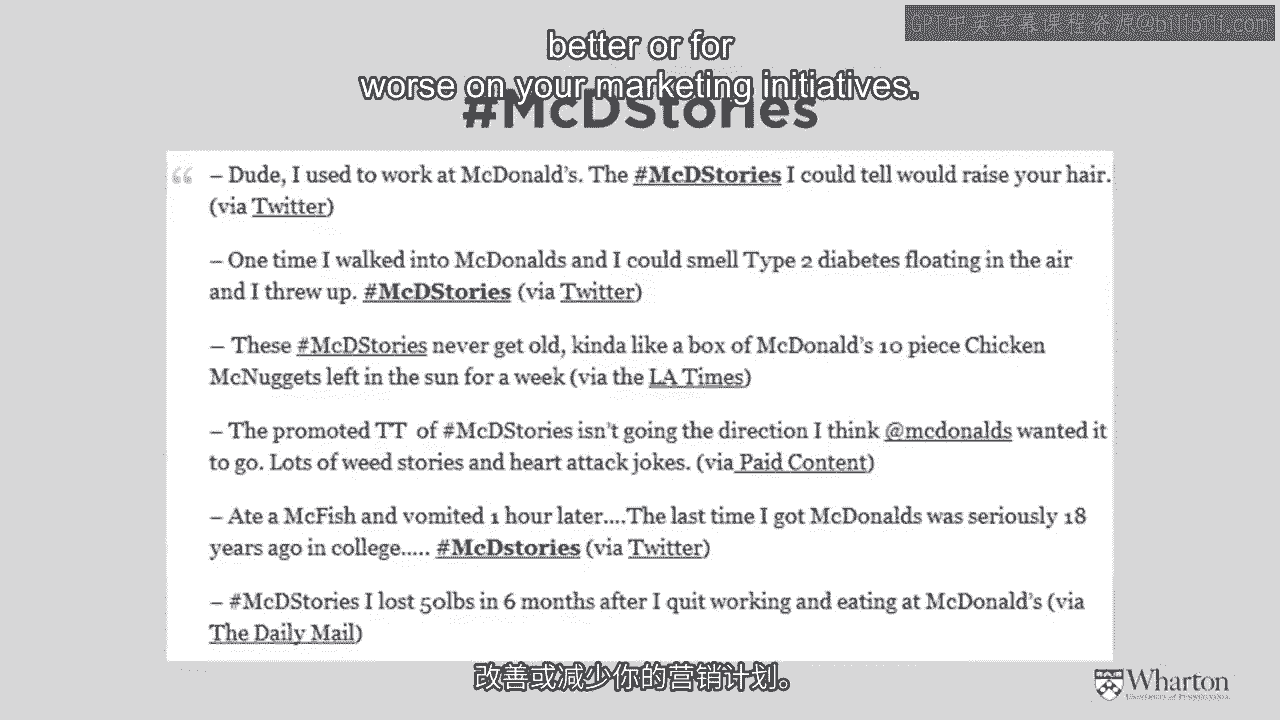 GPT中英字幕课程资源@bilibili.com
better or for
worse on your marketing initiatives.
#McDStories
“ – Dude, I used to work at McDonald’s. The #McDStories I could tell would raise your hair.
(via Twitter)
– One time I walked into McDonalds and I could smell Type 2 diabetes floating in the air
and I threw up. #McDStories (via Twitter)
– These #McDStories never get old, kinda like a box of McDonald’s 10 piece Chicken
McNuggets left in the sun for a week (via the LA Times)
– The promoted TT of #McDStories isn’t going the direction I think @mcdonalds wanted it
to go. Lots of weed stories and heart attack jokes. (via Paid Content)
– Ate a McFish and vomited 1 hour later....The last time I got McDonalds was seriously 18
years ago in college..... #McDstories (via Twitter)
– #McDStories I lost 50lbs in 6 months after I quit working and eating at McDonald’s (via
The Daily Mail)
改善或减少你的营销计划。
Wharton
University of Pennsylvania